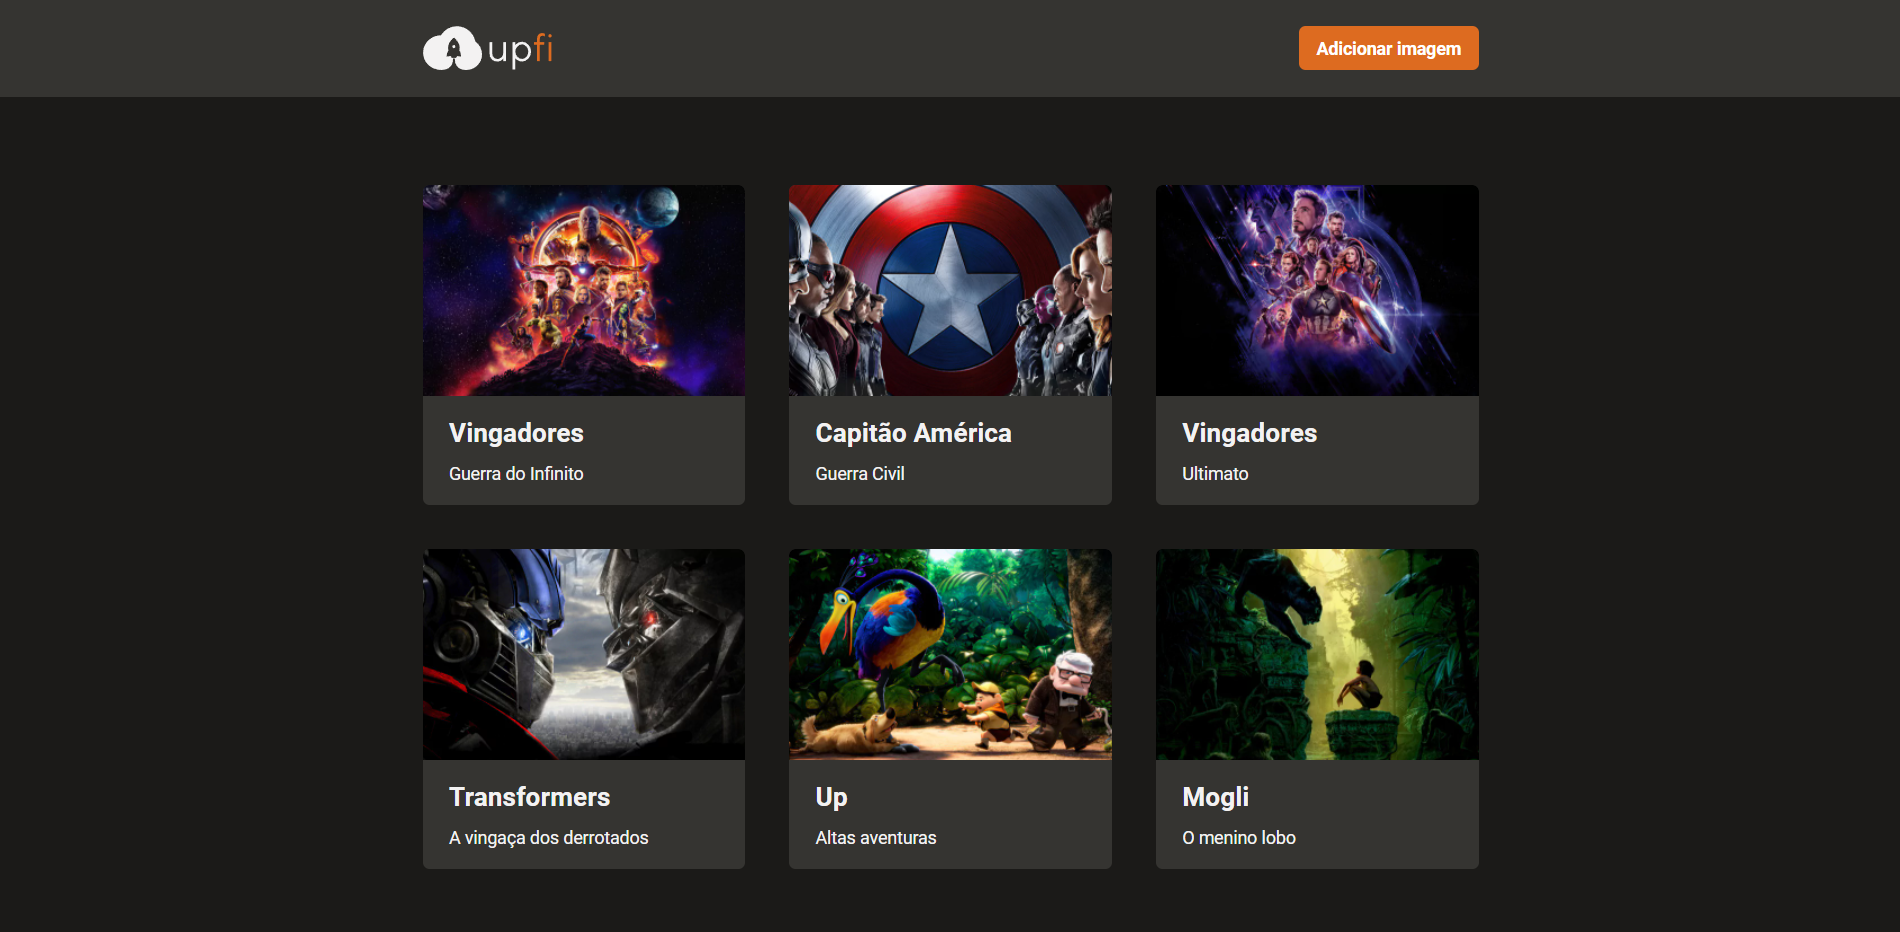 upfi
Adicionar imagem
Vingadores
Guerra do Infinito
Capitão América
Guerra Civil
Vingadores
Ultimato
Transformers
A vingaça dos derrotados
Up
Altas aventuras
Mogli
O menino lobo